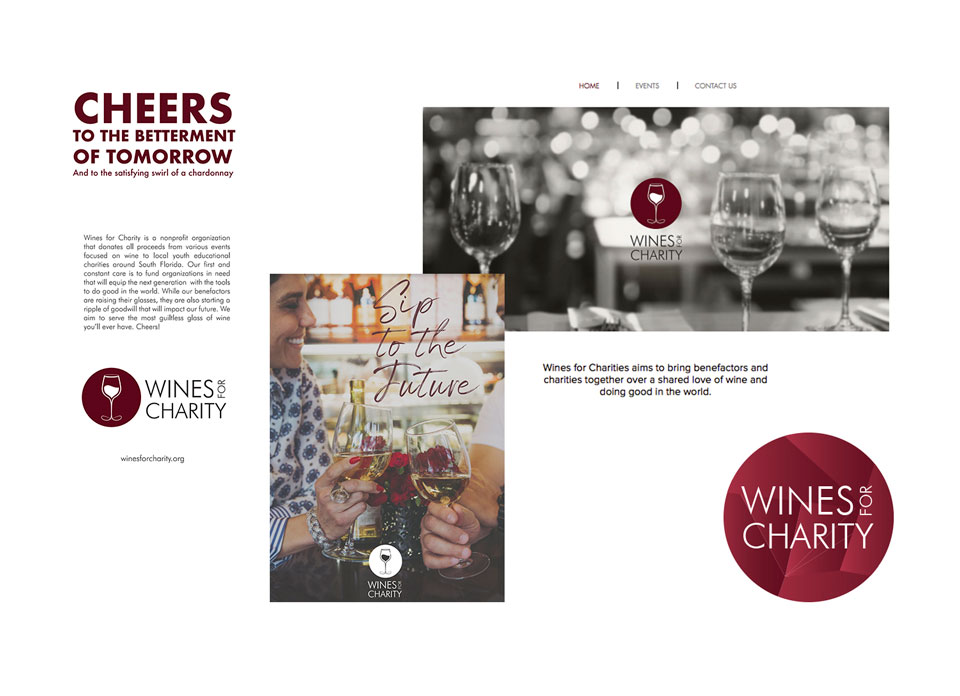 CHEERS
TO THE BETTERMENT
OF TOMORROW
And to the satisfying swirl of a chardonnay
Wines for Charity is a nonprofit organization
that donates all proceeds from various events
focused on wine to local youth educational
charities around South Florida. Our first and
constant care is to fund organizations in need
that will equip the next generation with the tools
to do good in the world. While our benefactors
are raising their glasses, they are also starting a
ripple of goodwill that will impact our future. We
aim to serve the most guiltless glass of wine
you'll ever have. Cheers!
WINES FOR
CHARITY
winesforcharity.org
Sip
to the
Future
WINES FOR
CHARITY
HOME | EVENTS | CONTACT US
WINES FOR
CHARITY
Wines for Charities aims to bring benefactors and
charities together over a shared love of wine and
doing good in the world.
WINES FOR
CHARITY